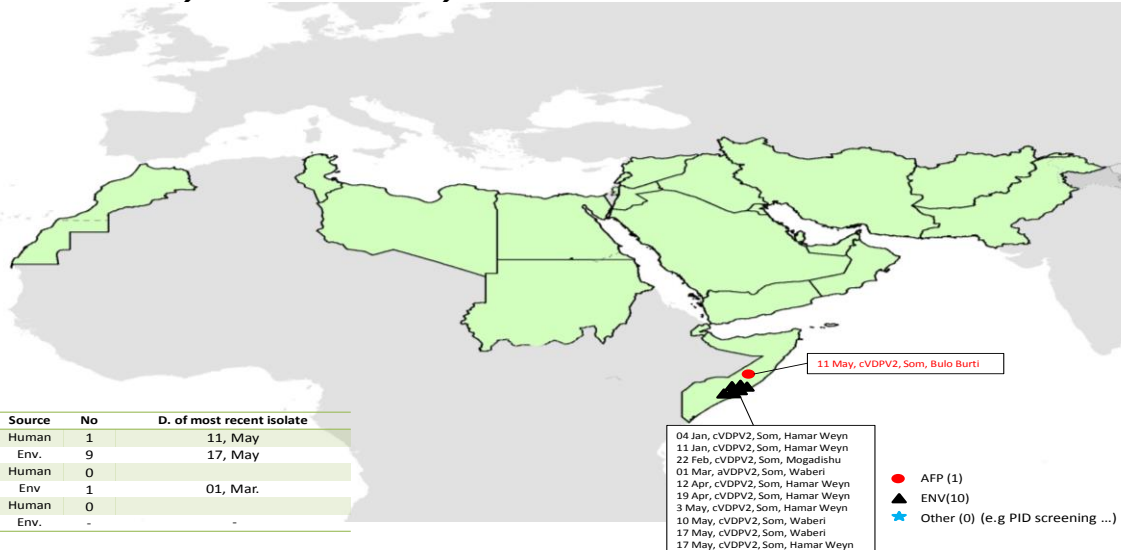 11 May, cVDPV2, Som, Bulo Burti
Source No D. of most recent isolate
Human 1 11, May
Env. 9 17, May
Human 0
Env 1 01, Mar.
Human 0
Env. - -
04 Jan, cVDPV2, Som, Hamar Weyn
11 Jan, cVDPV2, Som, Hamar Weyn
22 Feb, cVDPV2, Som, Mogadishu
01 Mar, aVDPV2, Som, Waberi
12 Apr, cVDPV2, Som, Hamar Weyn
19 Apr, cVDPV2, Som, Hamar Weyn
3 May, cVDPV2, Som, Hamar Weyn
10 May, cVDPV2, Som, Waberi
17 May, cVDPV2, Som, Waberi
17 May, cVDPV2, Som, Hamar Weyn
AFP (1)
ENV(10)
Other (0) (e.g PID screening ...)